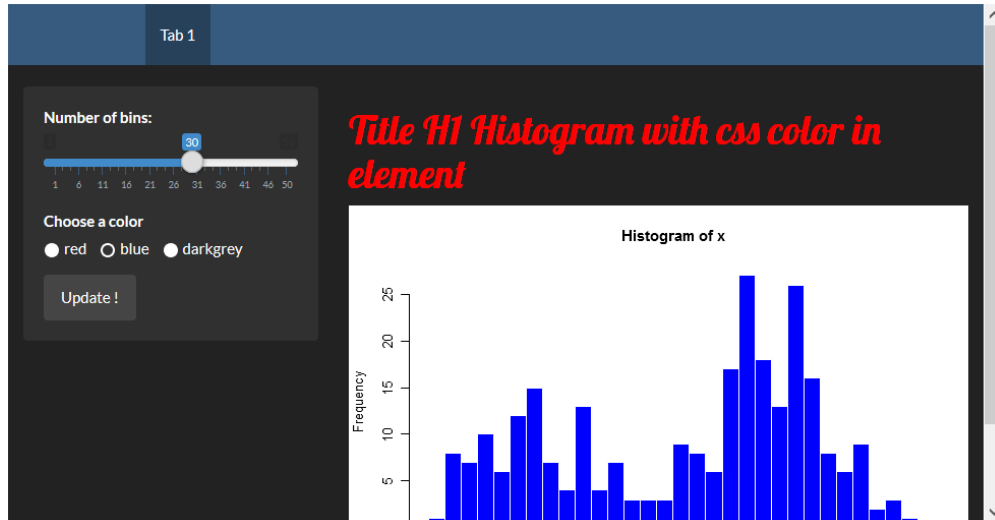 Tab 1
Number of bins:
30
1 6 11 16 21 26 31 36 41 46 50
Choose a color
red blue darkgrey
Update !
Title H1 Histogram with css color in
element
Histogram of x
Frequency
25
20
15
10
5